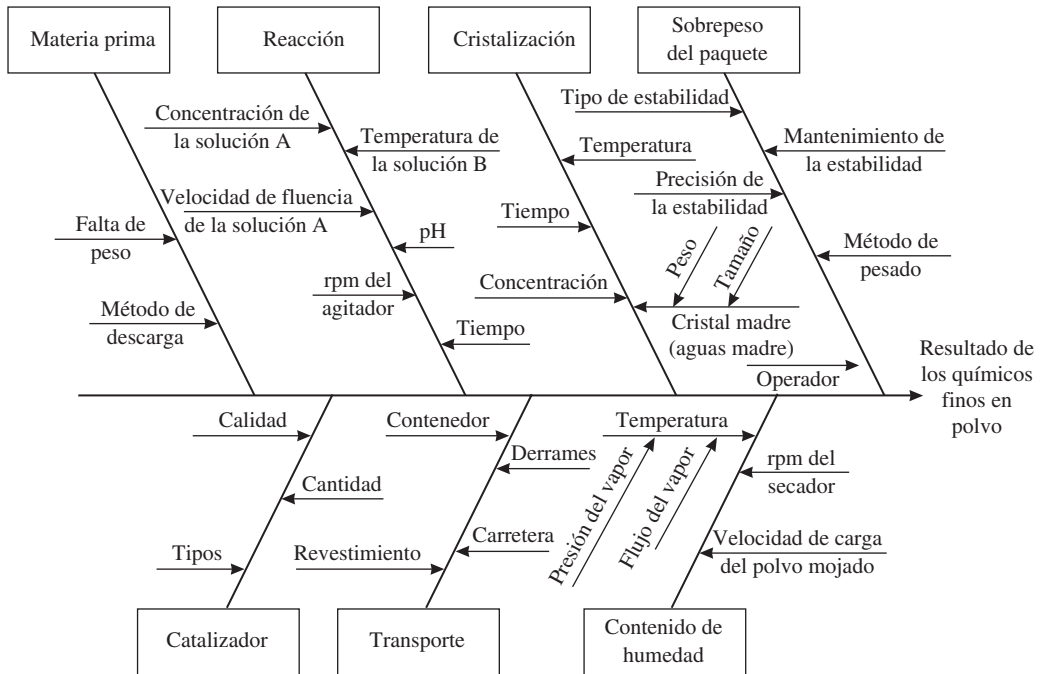 Materia prima
Reacción
Cristalización
Sobrepeso
del paquete
Tipo de estabilidad
Concentración de
la solución A
Temperatura de
la solución B
Temperatura
Mantenimiento de
la estabilidad
Precisión de
la estabilidad
Velocidad de fluencia
de la solución A
Tiempo
Falta de
peso
pH
Peso
Tamaño
Método de
pesado
rpm del
agitador
Concentración
Método de
descarga
Tiempo
Cristal madre
(aguas madre)
Operador
Resultado de
los químicos
finos en
polvo
Calidad
Contenedor
Temperatura
Derrames
rpm del
secador
Cantidad
Presión del vapor
Flujo del vapor
Tipos
Revestimiento
Carretera
Velocidad de carga
del polvo mojado
Catalizador
Transporte
Contenido de
humedad